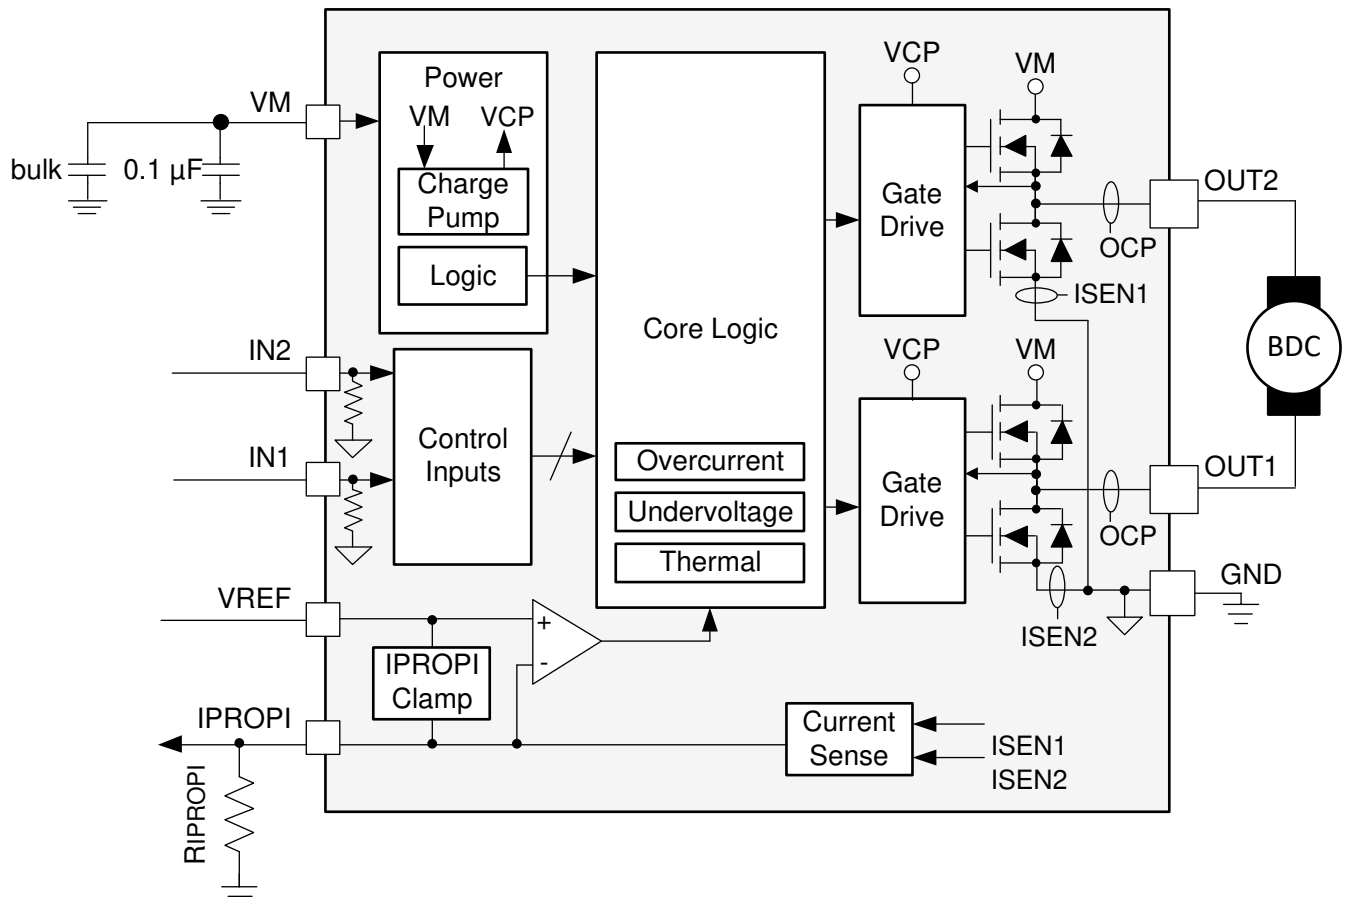 VM
bulk
0.1 µF
Power
VM
VCP
Charge
Pump
Logic
IN2
IN1
Control
Inputs
VREF
IPROPI
Clamp
+
-
IPROPI
RIPROPI
Core Logic
Overcurrent
Undervoltage
Thermal
VCP
VM
Gate
Drive
OCP
ISEN1
OUT2
BDC
VCP
VM
Gate
Drive
OCP
ISEN2
OUT1
GND
Current
Sense
ISEN1
ISEN2